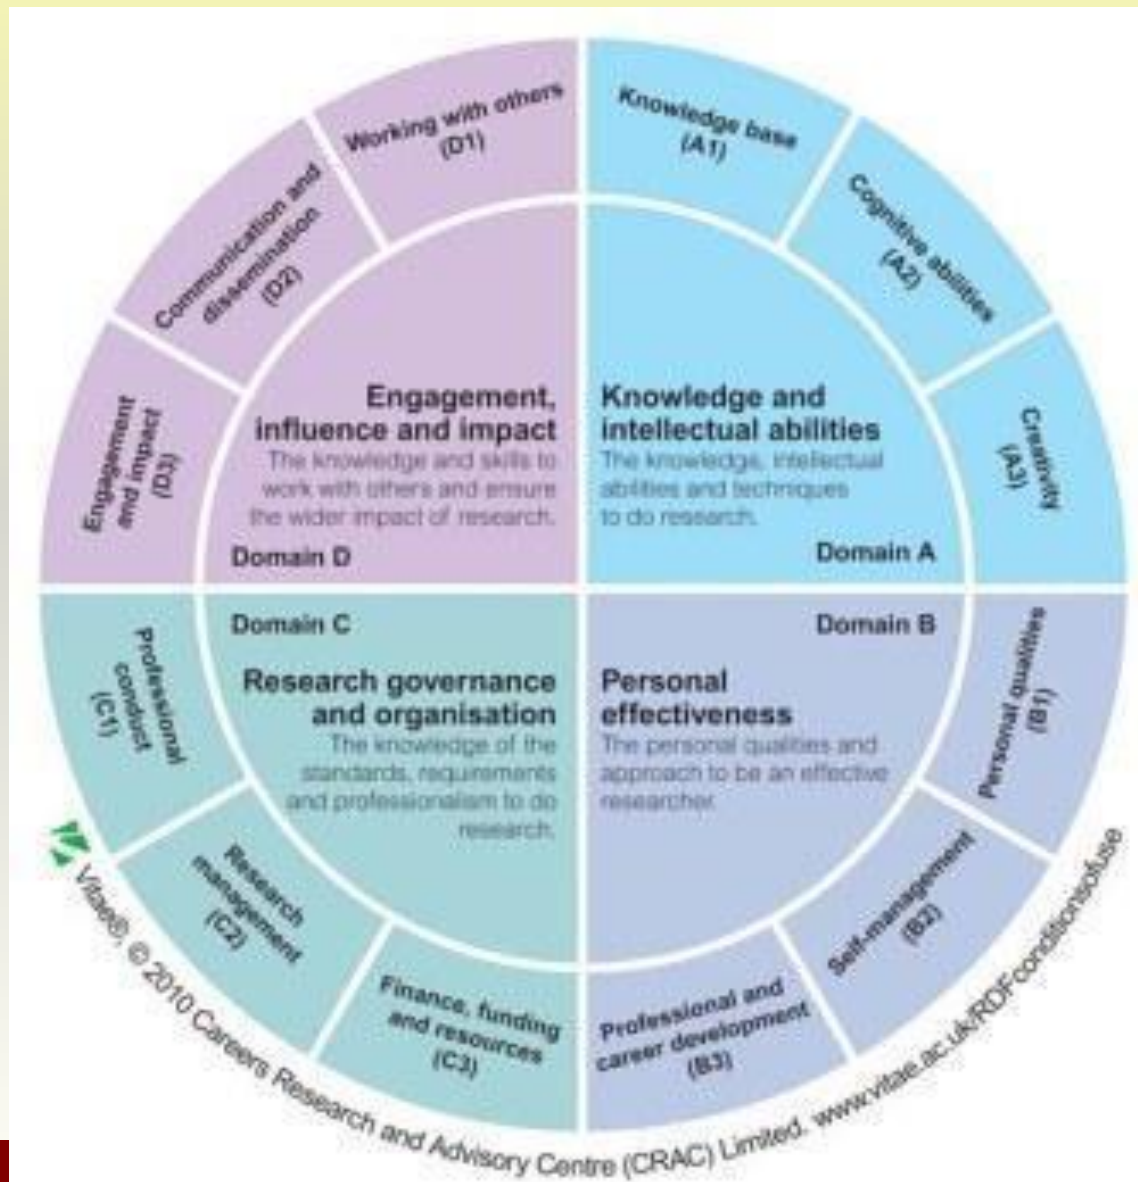 Working with others
(D1)
Knowledge base
(A1)
Communication and
dissemination
(D2)
Cognitive abilities
(A2)
Engagement
and impact
(D3)
Creativity
(A3)
Engagement,
influence and impact
The knowledge and skills to
work with others and ensure
the wider impact of research.
Domain D
Knowledge and
intellectual abilities
The knowledge, intellectual
abilities and techniques
to do research.
Domain A
Domain C
Research governance
and organisation
The knowledge of the
standards, requirements
and professionalism to do
research.
Domain B
Personal
effectiveness
The personal qualities and
approach to be an effective
researcher.
Professional
conduct
(C1)
Personal qualities
(B1)
Research
management
(C2)
Self-management
(B2)
Finance, funding
and resources
(C3)
Professional and
career development
(B3)
Vitae®, © 2010 Careers Research and Advisory Centre (CRAC) Limited. www.vitae.ac.uk/RDFconditionsofuse